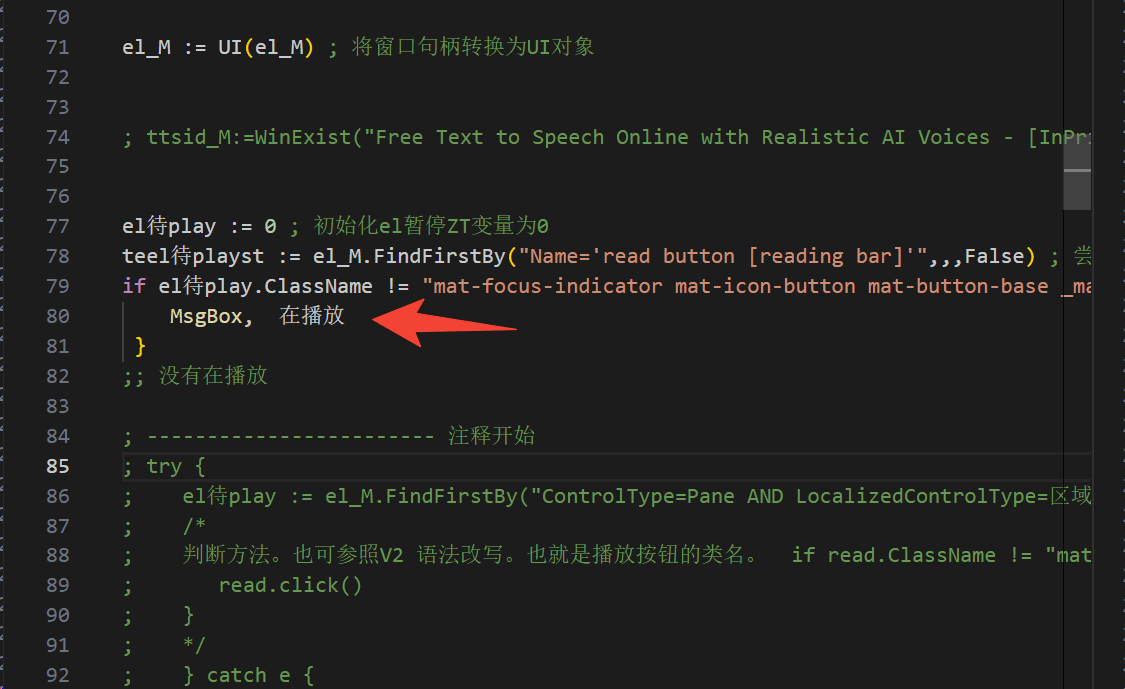 70
71 el_M := UI(el_M) ; 将窗口句柄转换为UI对象
72
73
74 ; ttsid_M:=WinExist("Free Text to Speech Online with Realistic AI Voices - [InPr
75
76
77 el待play := 0 ; 初始化el暂停ZT变量为0
78 teel待playst := el_M.FindFirstBy("Name='read button [reading bar]'",,,False) ; 尝
79 if el待play.ClassName != "mat-focus-indicator mat-icon-button mat-button-base _ma
80 MsgBox, 在播放
81 }
82 ;; 没有在播放
83
84 ; ------------------------ 注释开始
85 ; try {
86 ; el待play := el_M.FindFirstBy("ControlType=Pane AND LocalizedControlType=区域
87 ; /*
88 ; 判断方法。也可参照V2 语法改写。也就是播放按钮的类名。 if read.ClassName != "mat
89 ; read.click()
90 ; }
91 ; */
92 ; } catch e {